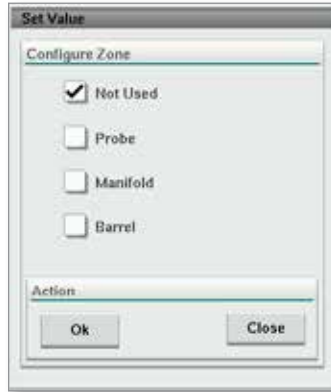 Set Value
Configure Zone
Not Used
Probe
Manifold
Barrel
Action
Ok Close